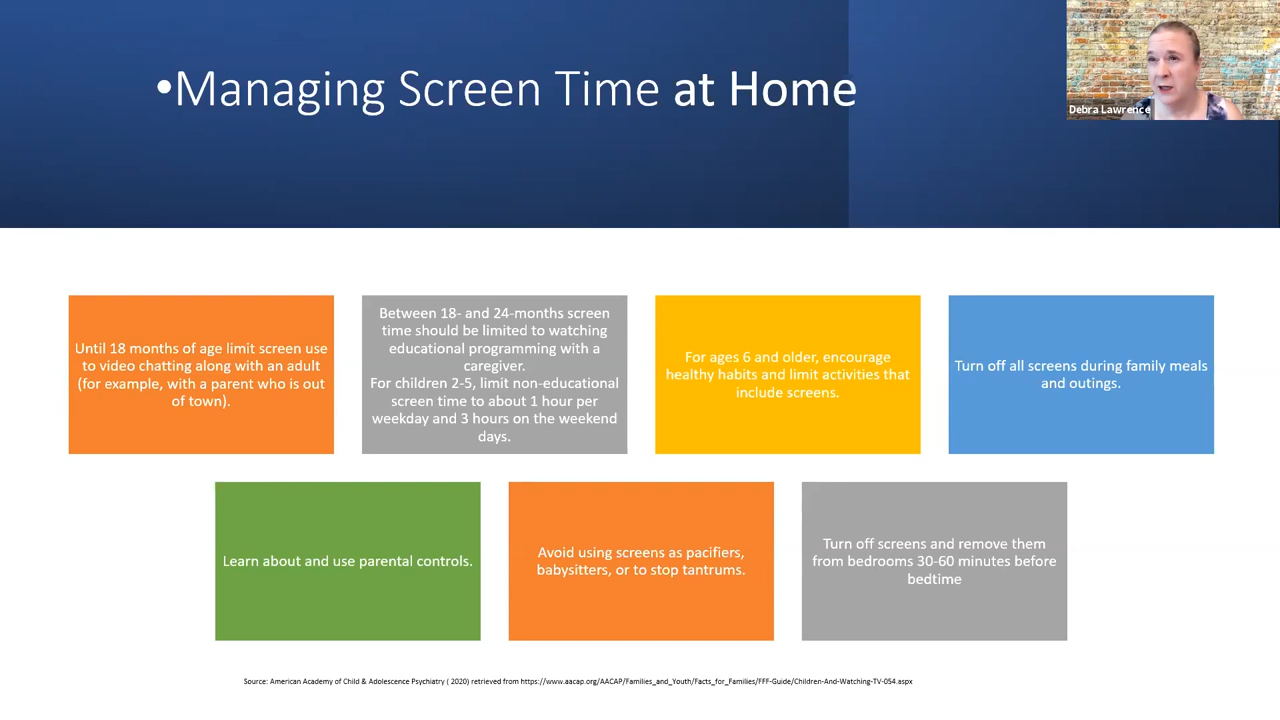 •Managing Screen Time at Home
Debra Lawrence
Until 18 months of age limit screen use
to video chatting along with an adult
(for example, with a parent who is out
of town).
Between 18- and 24-months screen
time should be limited to watching
educational programming with a
caregiver.
For children 2-5, limit non-educational
screen time to about 1 hour per
weekday and 3 hours on the weekend
days.
For ages 6 and older, encourage
healthy habits and limit activities that
include screens.
Turn off all screens during family meals
and outings.
Learn about and use parental controls.
Avoid using screens as pacifiers,
babysitters, or to stop tantrums.
Turn off screens and remove them
from bedrooms 30-60 minutes before
bedtime
Source: American Academy of Child & Adolescence Psychiatry ( 2020) retrieved from https://www.aacap.org/AACAP/Families_and_Youth/Facts_for_Families/FFF-Guide/Children-And-Watching-TV-054.aspx